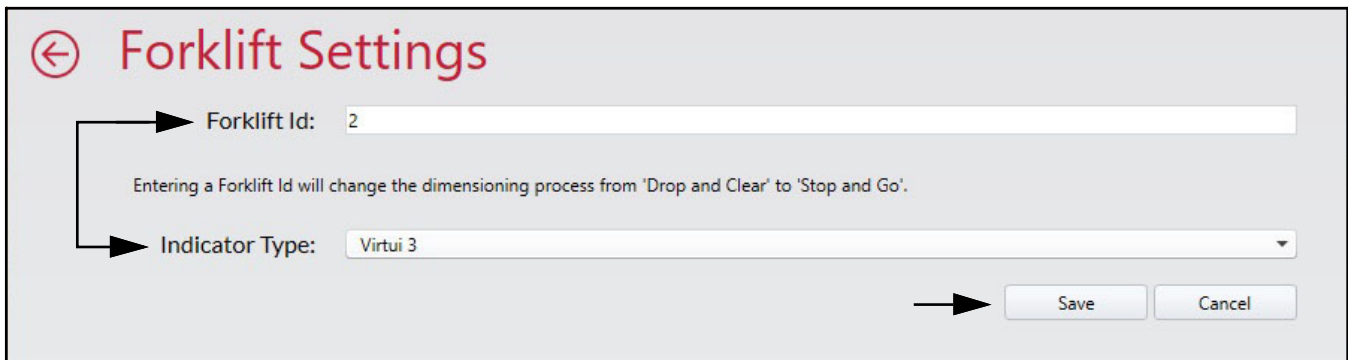 Forklift Settings
Forklift Id: 2
Entering a Forklift Id will change the dimensioning process from 'Drop and Clear' to 'Stop and Go'.
Indicator Type: Virtui 3
Save Cancel